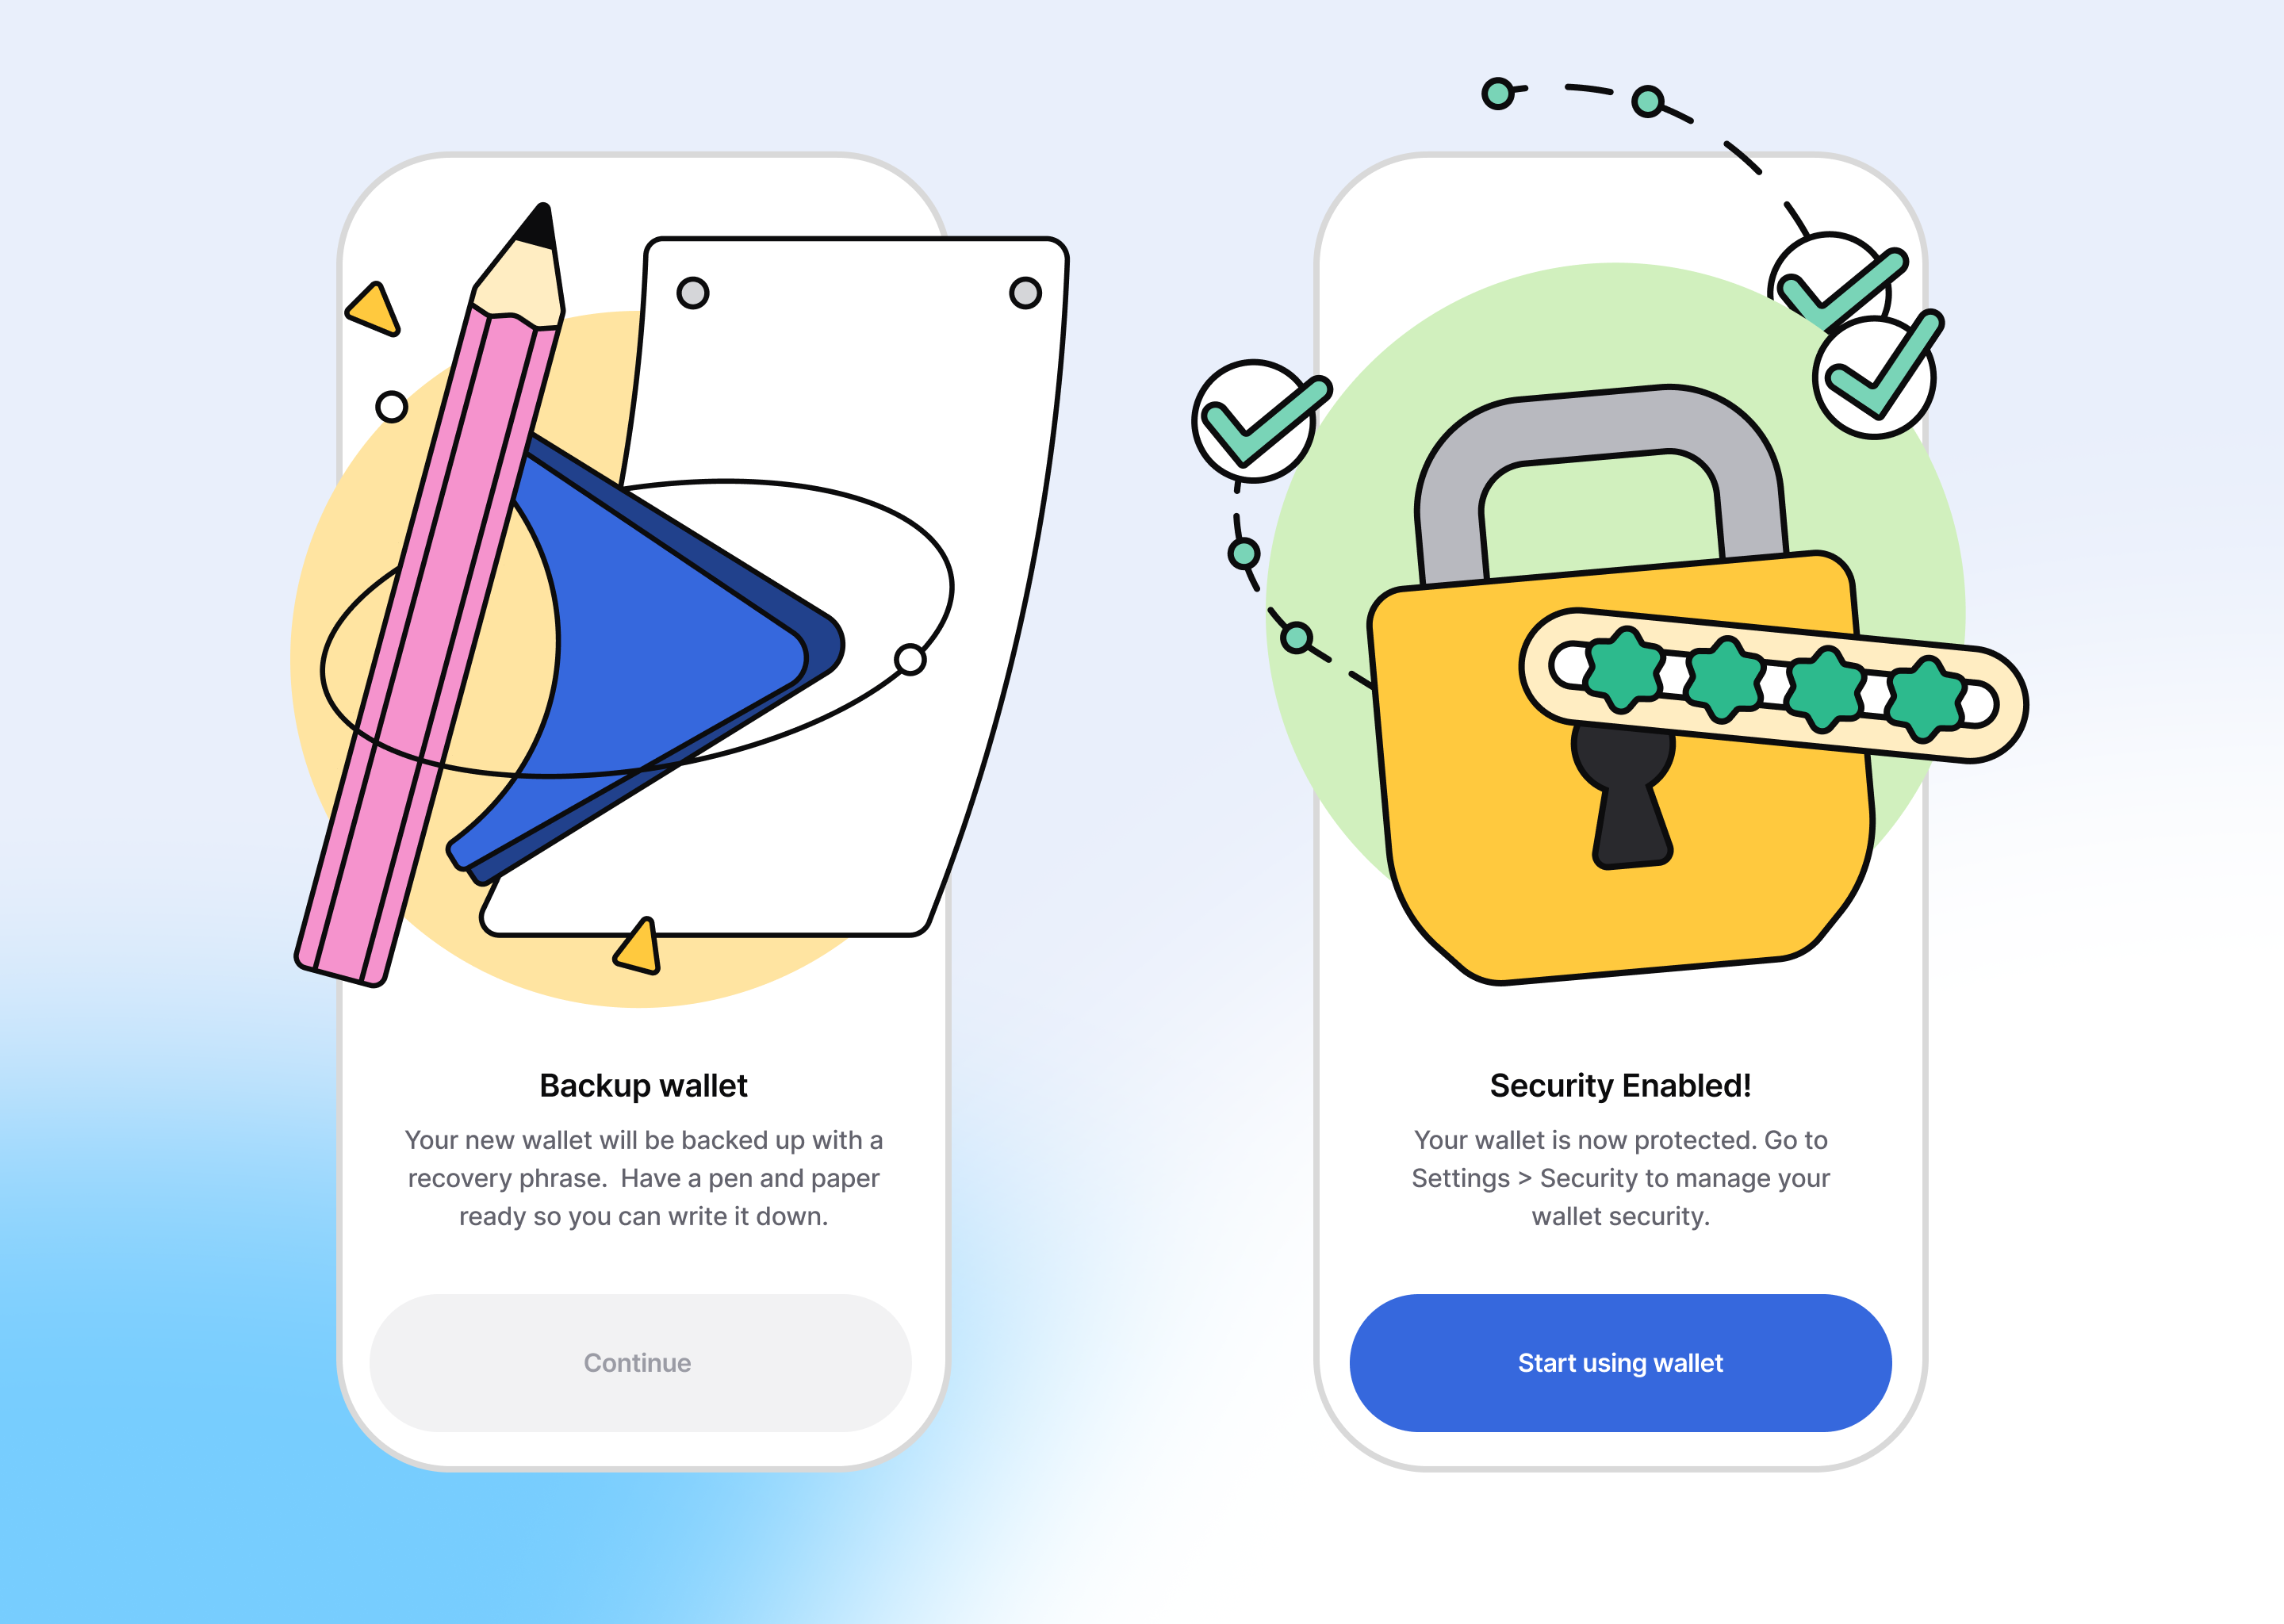 Backup wallet
Your new wallet will be backed up with a
recovery phrase.  Have a pen and paper
ready so you can write it down.
Continue
Security Enabled!
Your wallet is now protected. Go to
Settings > Security to manage your
wallet security.
Start using wallet